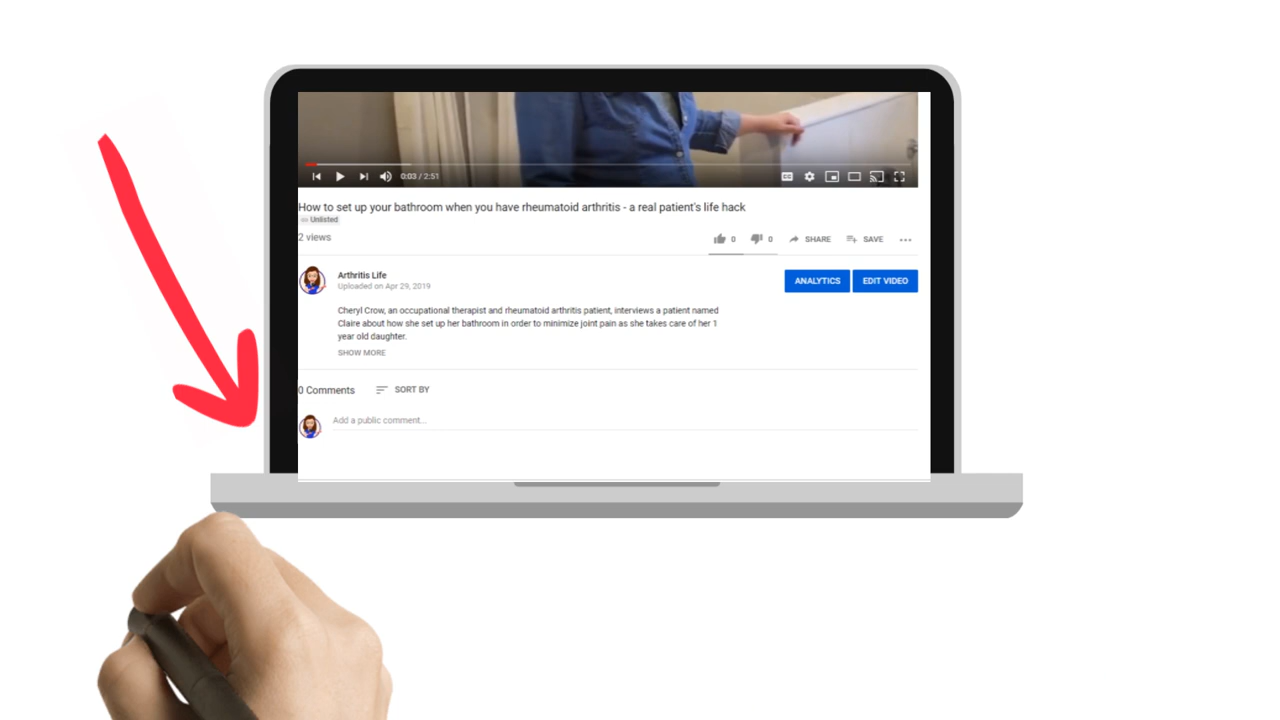 0:03 / 2:51
CC
How to set up your bathroom when you have rheumatoid arthritis - a real patient's life hack
Unlisted
2 views
0 0 SHARE SAVE
Arthritis Life
Uploaded on Apr 29, 2019
ANALYTICS EDIT VIDEO
Cheryl Crow, an occupational therapist and rheumatoid arthritis patient, interviews a patient named
Claire about how she set up her bathroom in order to minimize joint pain as she takes care of her 1
year old daughter.
SHOW MORE
0 Comments SORT BY
Add a public comment...